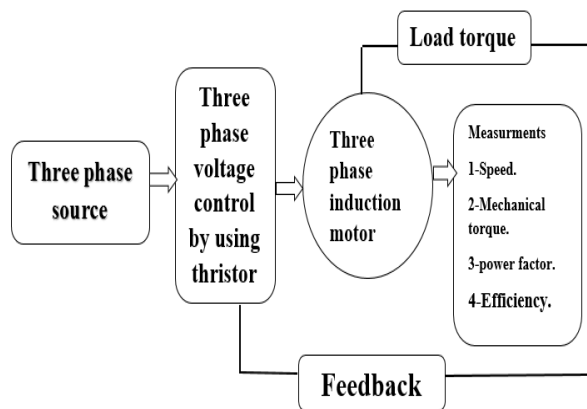 Load torque
Three phase
source
Three
phase
voltage
control
by using
thristor
Three
phase
induction
motor
Measurments
1-Speed.
2-Mechanical
torque.
3-power factor.
4-Efficiency.
Feedback